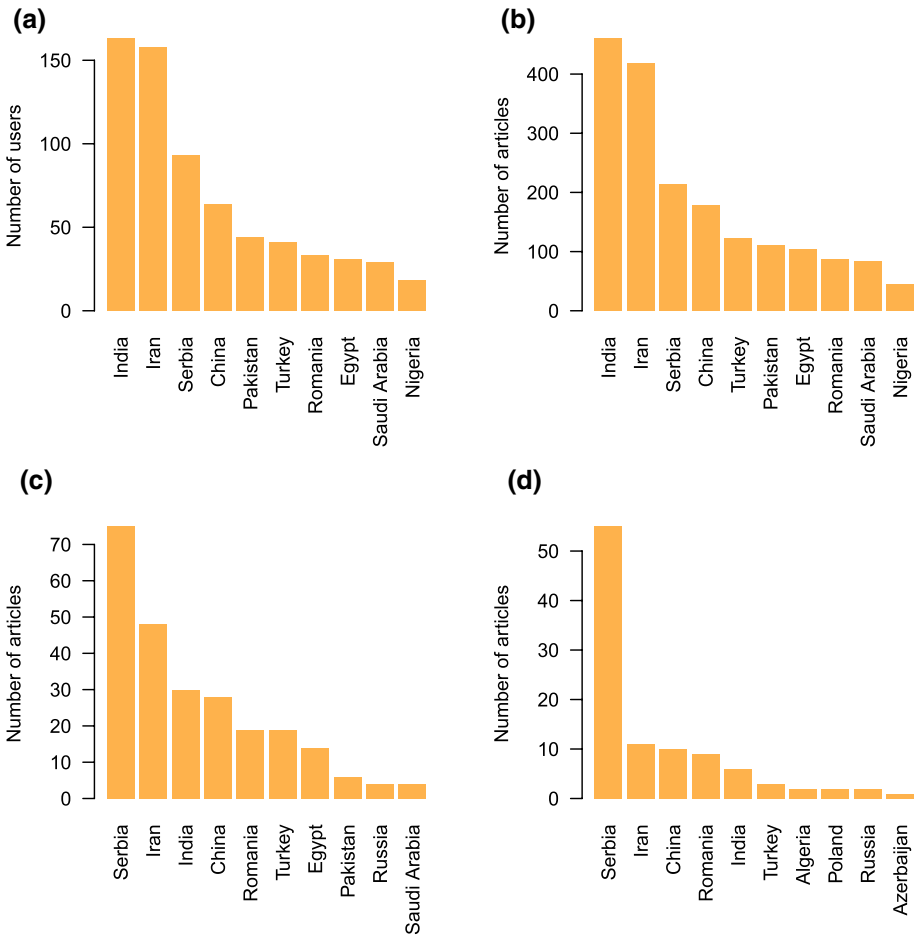 (a)
Number of users
150
100
50
0
India
Iran
Serbia
China
Pakistan
Turkey
Romania
Egypt
Saudi Arabia
Nigeria
(b)
Number of articles
400
300
200
100
0
India
Iran
Serbia
China
Turkey
Pakistan
Egypt
Romania
Saudi Arabia
Nigeria
(c)
Number of articles
70
60
50
40
30
20
10
0
Serbia
Iran
India
China
Romania
Turkey
Egypt
Pakistan
Russia
Saudi Arabia
(d)
Number of articles
50
40
30
20
10
0
Serbia
Iran
China
Romania
India
Turkey
Algeria
Poland
Russia
Azerbaijan